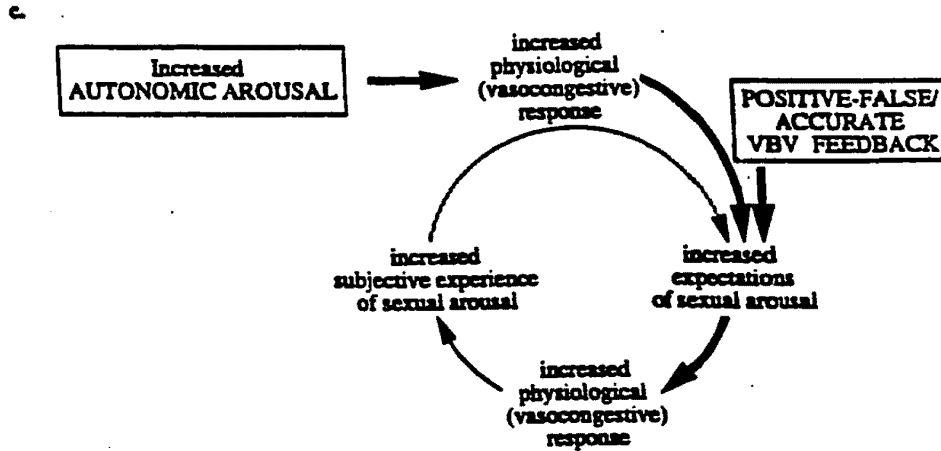 c.
Increased
AUTONOMIC AROUSAL
increased
physiological
(vasocongestive)
response
POSITIVE-FALSE/
ACCURATE
VBV FEEDBACK
increased
subjective experience
of sexual arousal
increased
expectations
of sexual arousal
increased
physiological
(vasocongestive)
response